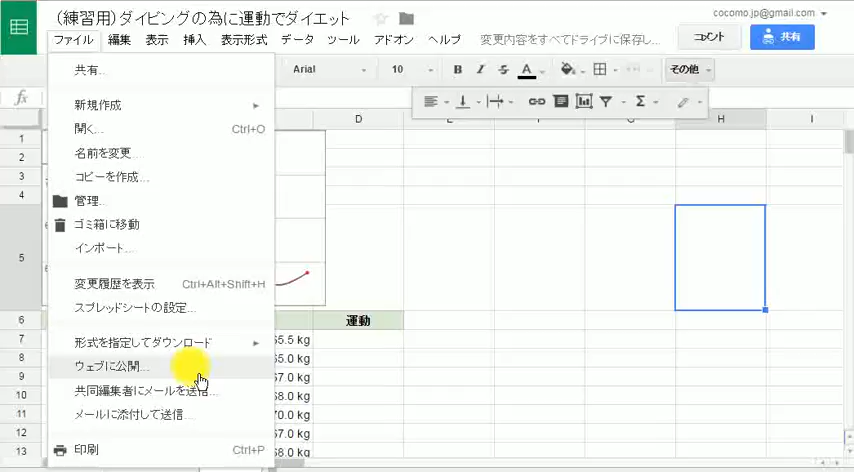 (練習用)ダイビングの為に運動でダイエット
cocomo.jp@gmail.com
ファイル 編集 表示 挿入 表示形式 データ ツール アドオン ヘルプ 変更内容をすべてドライブに保存し...
コメント
共有
共有...
Arial 10 B I S A その他
fx
新規作成
開く... Ctrl+O
名前を変更...
コピーを作成...
管理...
ゴミ箱に移動
インポート...
変更履歴を表示 Ctrl+Alt+Shift+H
スプレッドシートの設定...
形式を指定してダウンロード
ウェブに公開...
共同編集者にメールを送信...
メールに添付して送信...
印刷 Ctrl+P
D H I
1
2
3
4
5
6 運動
7 65.5 kg
8 65.0 kg
9 67.0 kg
10 68.0 kg
11 70.0 kg
12 67.0 kg
13 68.0 kg